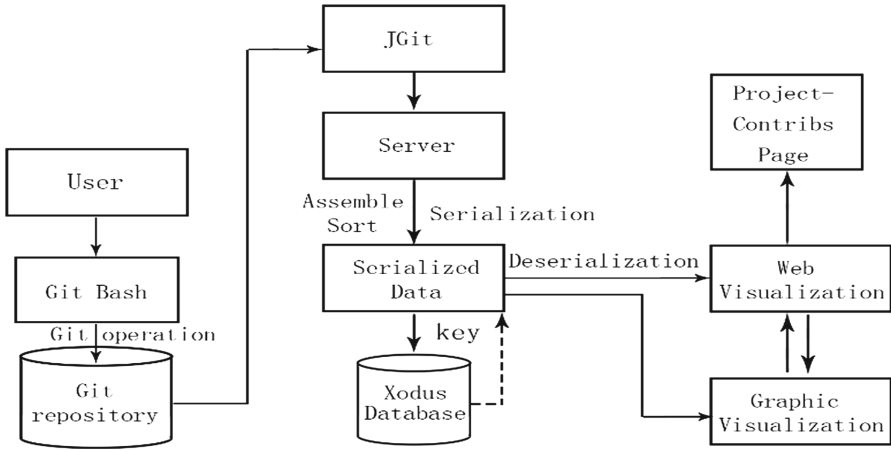 JGit
Server
Assemble
Sort
Serialization
User
Git Bash
Git operation
Git
repository
Serialized
Data
Deserialization
key
Xodus
Database
Project-
Contribs
Page
Web
Visualization
Graphic
Visualization